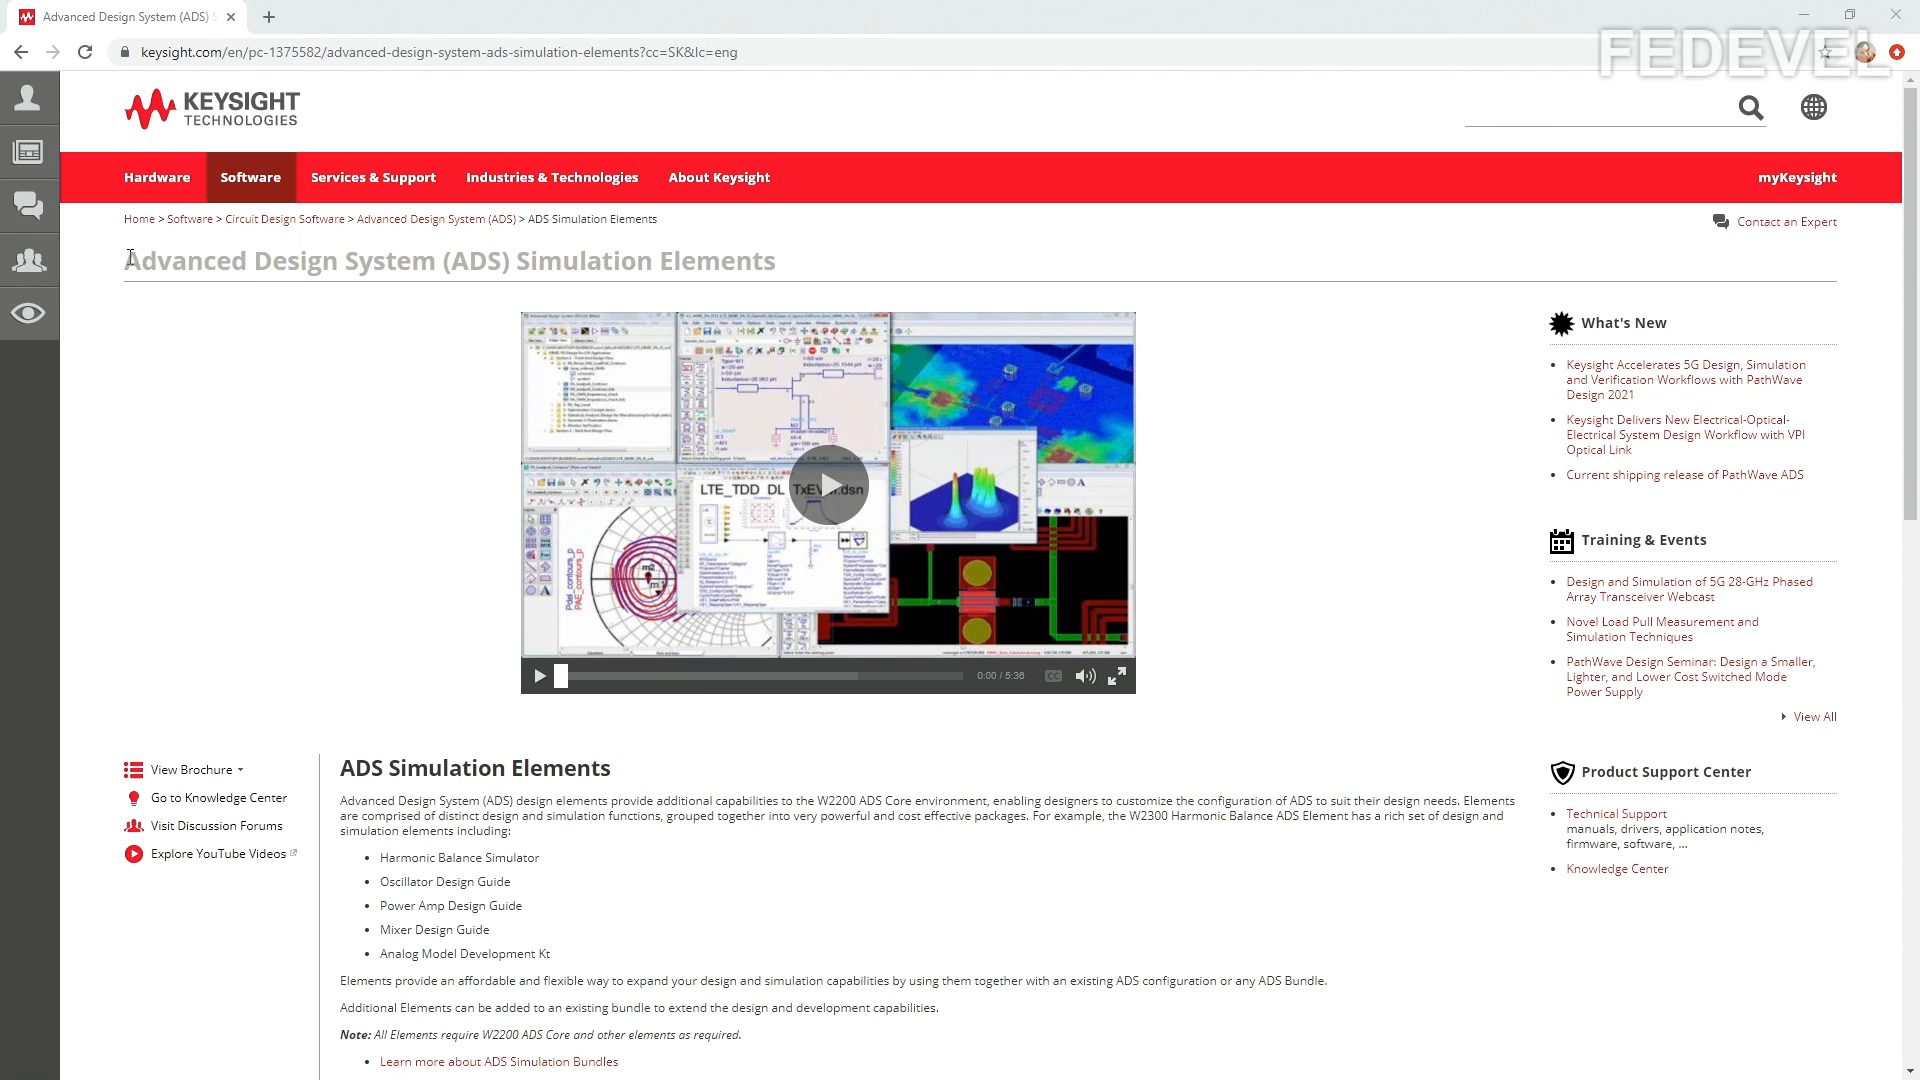 Advanced Design System (ADS) S
keysight.com/en/pc-1375582/advanced-design-system-ads-simulation-elements?cc=SK&lc=eng
FEDEVEL
KEYSIGHT
TECHNOLOGIES
Hardware Software Services & Support Industries & Technologies About Keysight myKeysight
Home > Software > Circuit Design Software > Advanced Design System (ADS) > ADS Simulation Elements
Contact an Expert
Advanced Design System (ADS) Simulation Elements
LTE_TDD_DL
Pdel_contours_p
PAE_contours_p
m2
m1
0:00 / 5:36
CC
What's New
• Keysight Accelerates 5G Design, Simulation
and Verification Workflows with PathWave
Design 2021
• Keysight Delivers New Electrical-Optical-
Electrical System Design Workflow with VPI
Optical Link
• Current shipping release of PathWave ADS
Training & Events
• Design and Simulation of 5G 28-GHz Phased
Array Transceiver Webcast
• Novel Load Pull Measurement and
Simulation Techniques
• PathWave Design Seminar: Design a Smaller,
Lighter, and Lower Cost Switched Mode
Power Supply
View All
View Brochure
Go to Knowledge Center
Visit Discussion Forums
Explore YouTube Videos
ADS Simulation Elements
Advanced Design System (ADS) design elements provide additional capabilities to the W2200 ADS Core environment, enabling designers to customize the configuration of ADS to suit their design needs. Elements
are comprised of distinct design and simulation functions, grouped together into very powerful and cost effective packages. For example, the W2300 Harmonic Balance ADS Element has a rich set of design and
simulation elements including:
• Harmonic Balance Simulator
• Oscillator Design Guide
• Power Amp Design Guide
• Mixer Design Guide
• Analog Model Development Kt
Elements provide an affordable and flexible way to expand your design and simulation capabilities by using them together with an existing ADS configuration or any ADS Bundle.
Additional Elements can be added to an existing bundle to extend the design and development capabilities.
Note: All Elements require W2200 ADS Core and other elements as required.
• Learn more about ADS Simulation Bundles
Product Support Center
• Technical Support
manuals, drivers, application notes,
firmware, software, ...
• Knowledge Center